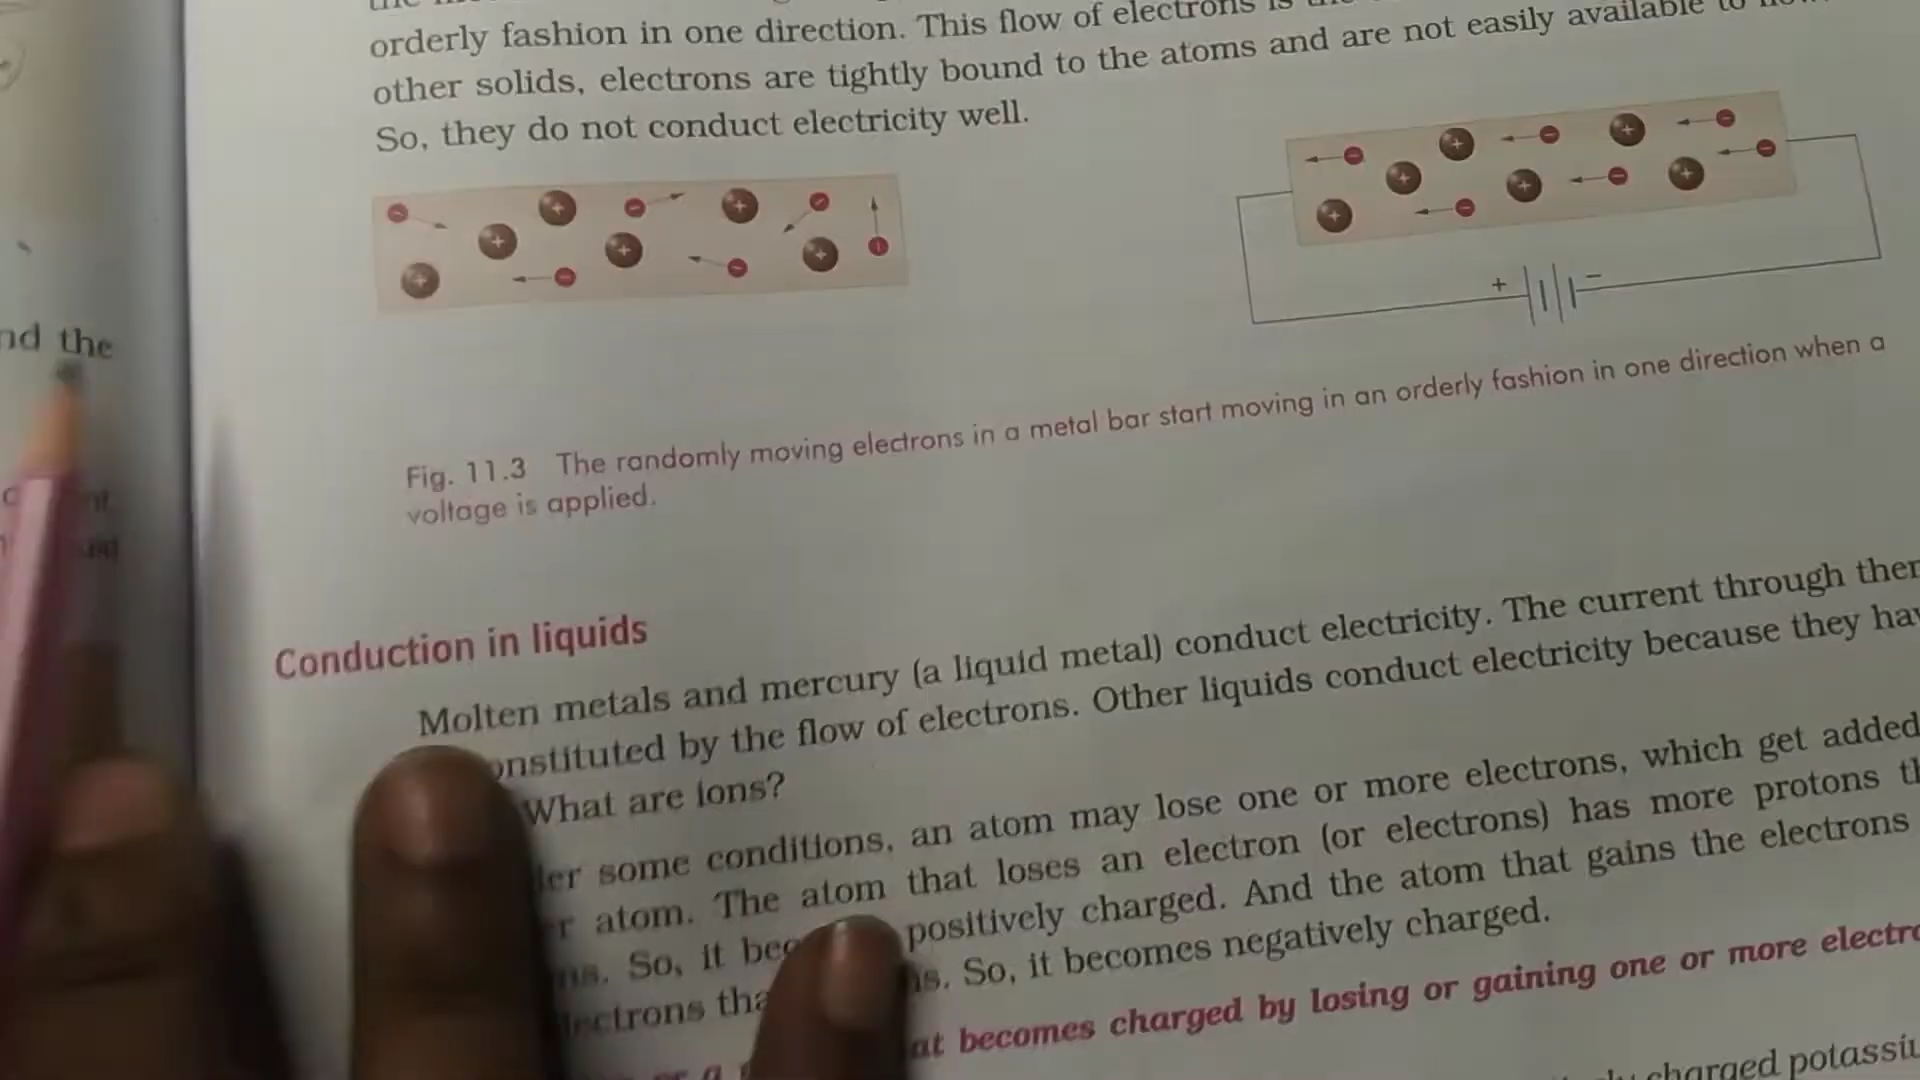 orderly fashion in one direction. This flow of electrons is
other solids, electrons are tightly bound to the atoms and are not easily available to
So, they do not conduct electricity well.
+ −
Fig. 11.3 The randomly moving electrons in a metal bar start moving in an orderly fashion in one direction when a
voltage is applied.
the
Conduction in liquids
Molten metals and mercury (a liquid metal) conduct electricity. The current through
onstituted by the flow of electrons. Other liquids conduct electricity because they
What are ions?
some conditions, an atom may lose one or more electrons, which get added
atom. The atom that loses an electron (or electrons) has more protons
So, it positively charged. And the atom that gains the electrons
lectrons So, it becomes negatively charged.
becomes charged by losing or gaining one or more
charged